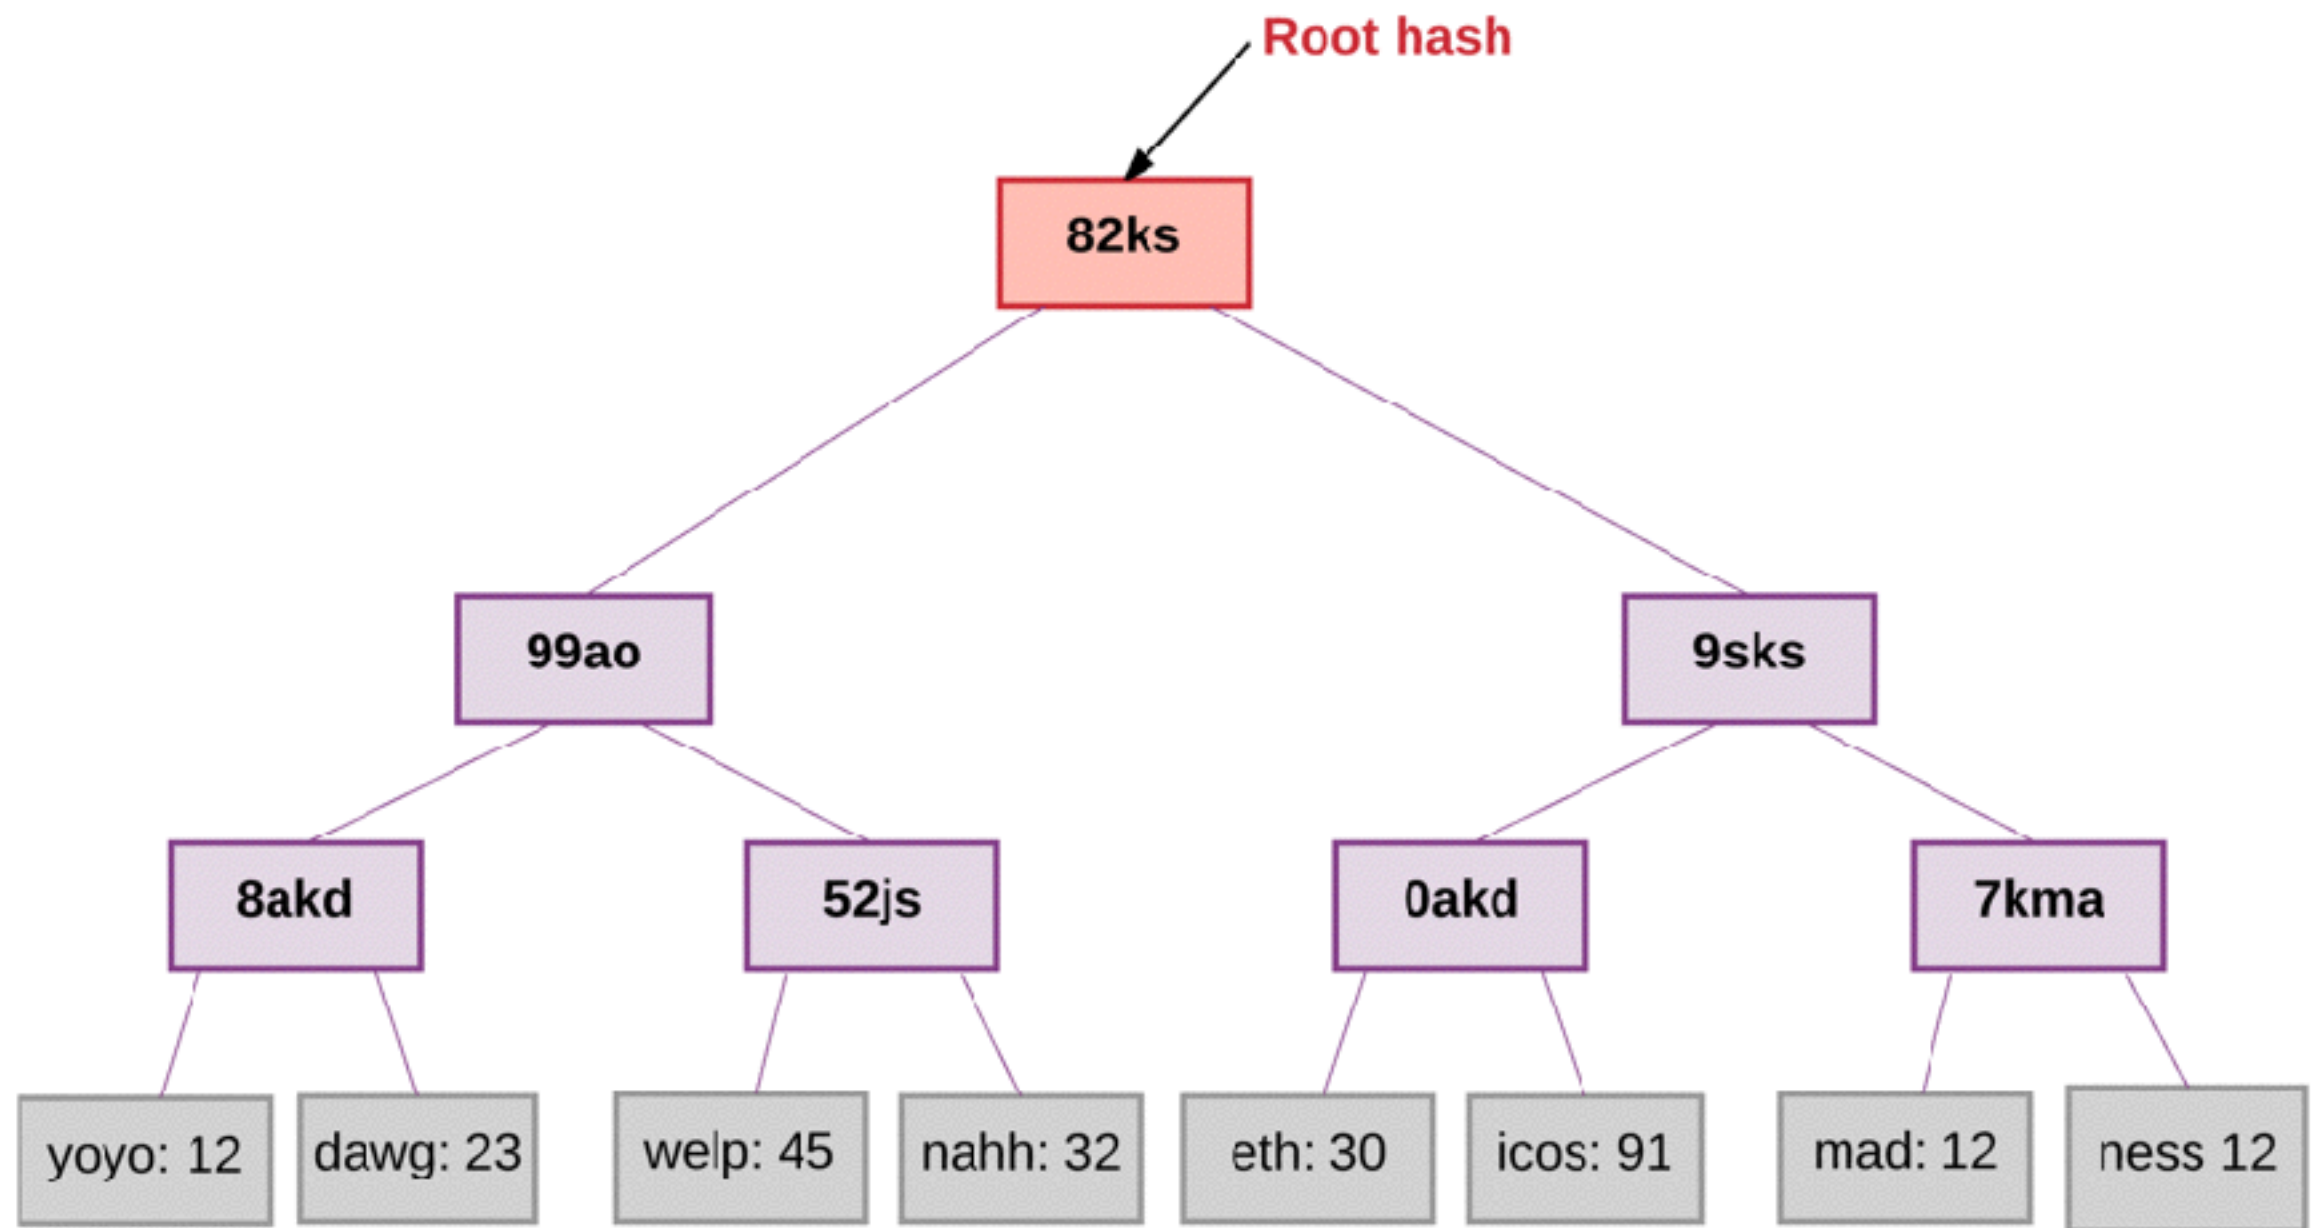 Root hash
82ks
99ao
9sks
8akd
52js
0akd
7kma
yoyo: 12
dawg: 23
welp: 45
nahh: 32
eth: 30
icos: 91
mad: 12
ness 12